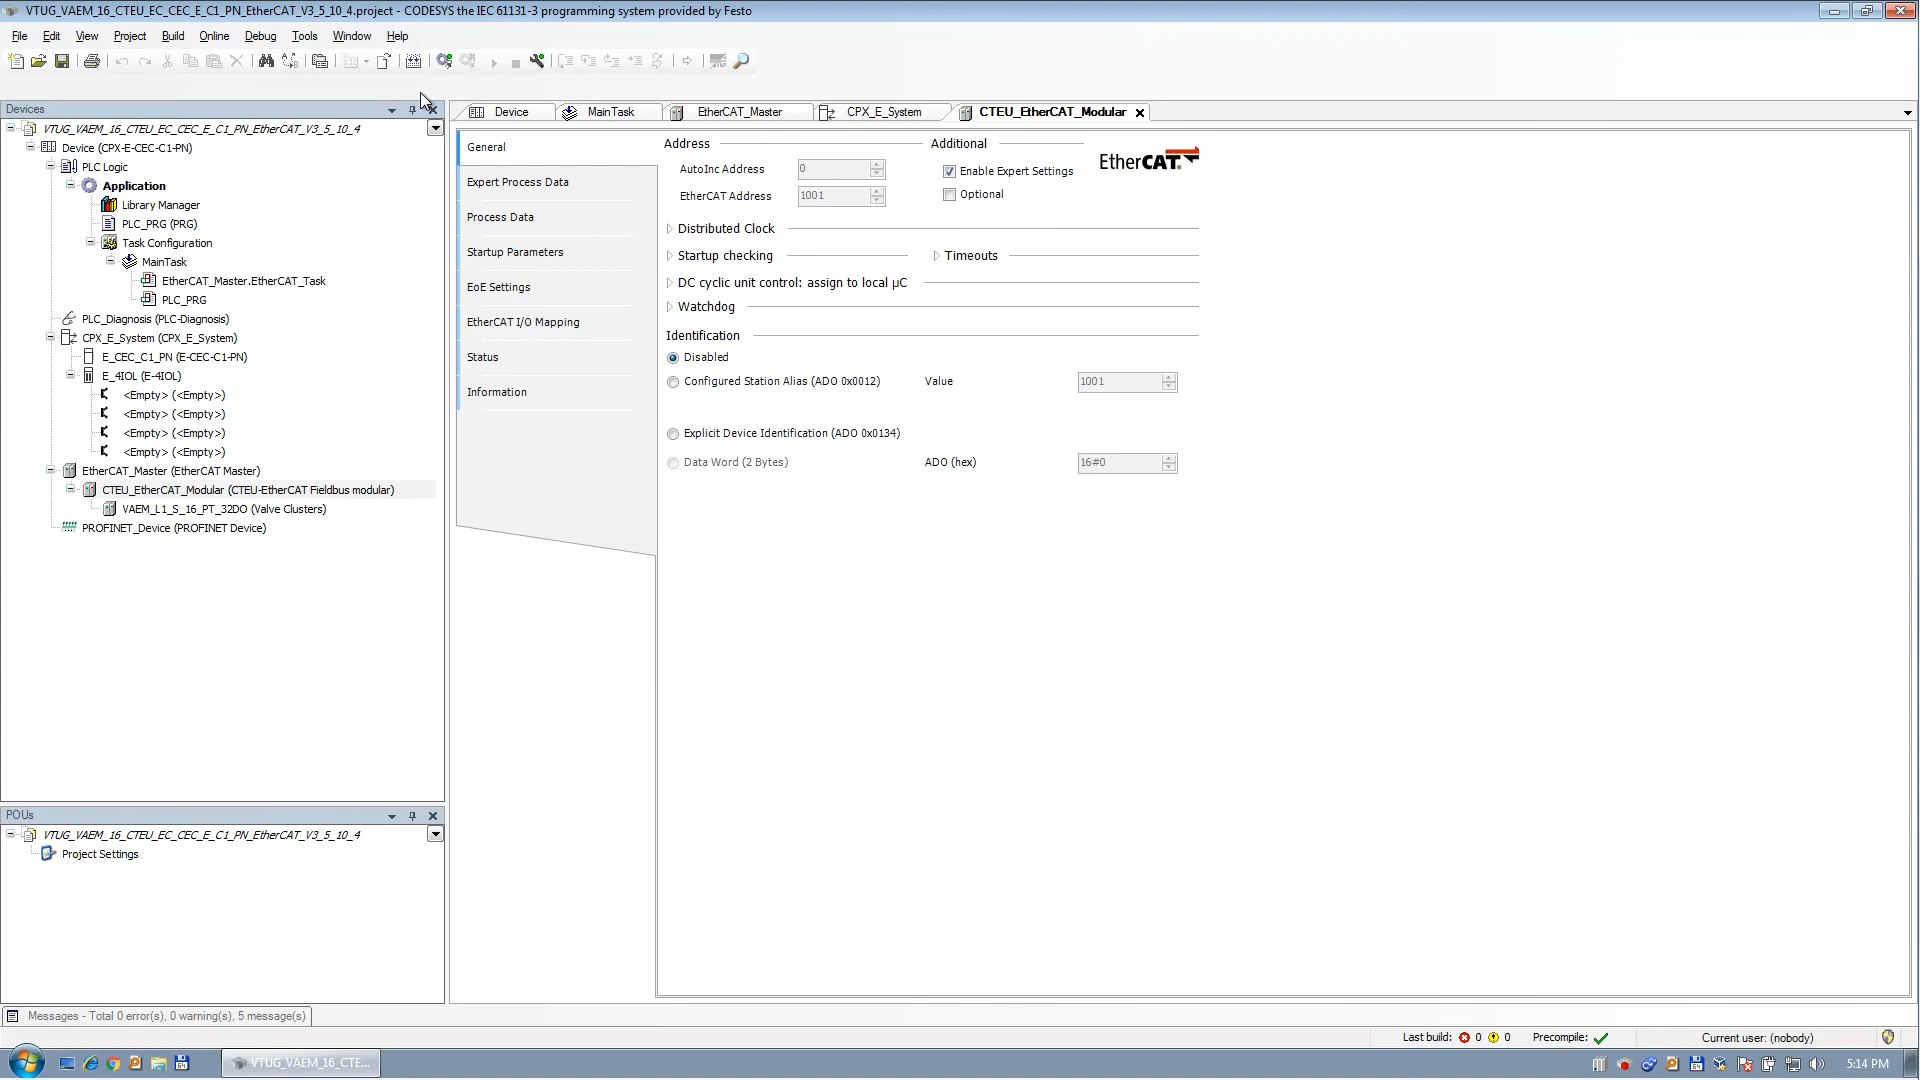 VTUG_VAEM_16_CTEU_EC_CEC_E_C1_PN_EtherCAT_V3_5_10_4.project - CODESYS the IEC 61131-3 programming system provided by Festo
File Edit View Project Build Online Debug Tools Window Help
Devices
VTUG_VAEM_16_CTEU_EC_CEC_E_C1_PN_EtherCAT_V3_5_10_4
Device (CPX-E-CEC-C1-PN)
PLC Logic
Application
Library Manager
PLC_PRG (PRG)
Task Configuration
MainTask
EtherCAT_Master.EtherCAT_Task
PLC_PRG
PLC_Diagnosis (PLC-Diagnosis)
CPX_E_System (CPX_E_System)
E_CEC_C1_PN (E-CEC-C1-PN)
E_4IOL (E-4IOL)
<Empty> (<Empty>)
<Empty> (<Empty>)
<Empty> (<Empty>)
<Empty> (<Empty>)
EtherCAT_Master (EtherCAT Master)
CTEU_EtherCAT_Modular (CTEU-EtherCAT Fieldbus modular)
VAEM_L1_S_16_PT_32DO (Valve Clusters)
PROFINET_Device (PROFINET Device)
POUs
VTUG_VAEM_16_CTEU_EC_CEC_E_C1_PN_EtherCAT_V3_5_10_4
Project Settings
Device MainTask EtherCAT_Master CPX_E_System CTEU_EtherCAT_Modular
General
Expert Process Data
Process Data
Startup Parameters
EoE Settings
EtherCAT I/O Mapping
Status
Information
Address Additional
AutoInc Address 0 Enable Expert Settings
EtherCAT Address 1001 Optional
EtherCAT
Distributed Clock
Startup checking Timeouts
DC cyclic unit control: assign to local µC
Watchdog
Identification
Disabled
Configured Station Alias (ADO 0x0012) Value 1001
Explicit Device Identification (ADO 0x0134)
Data Word (2 Bytes) ADO (hex) 16#0
Messages - Total 0 error(s), 0 warning(s), 5 message(s)
Last build: 0 0 Precompile: Current user: (nobody)
VTUG_VAEM_16_CTE... 5:14 PM